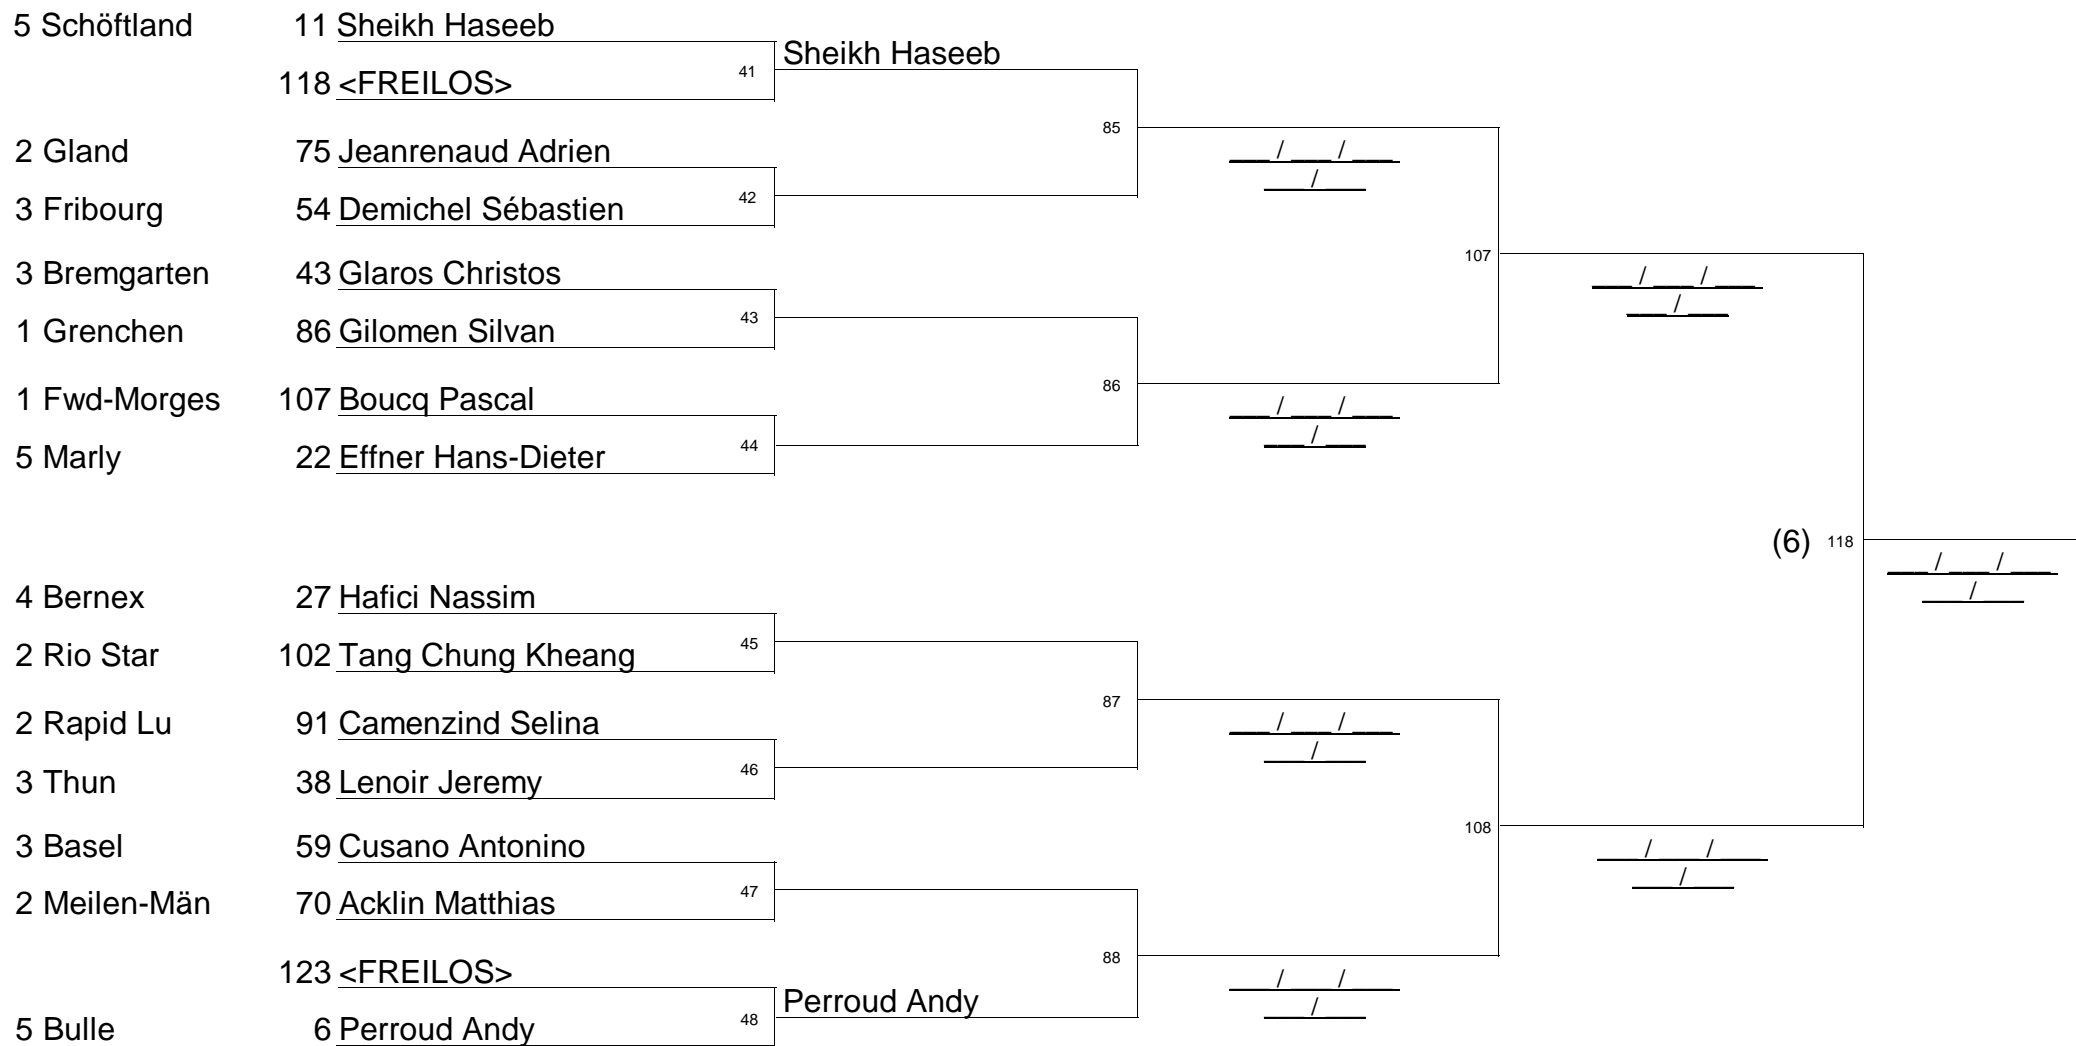 5 Schöftland 11 Sheikh Haseeb
Sheikh Haseeb
41
118 <FREILOS>
85
2 Gland 75 Jeanrenaud Adrien
___ / ___ / ___
___ / ___
42
3 Fribourg 54 Demichel Sébastien
107
3 Bremgarten 43 Glaros Christos
___ / ___ / ___
___ / ___
43
1 Grenchen 86 Gilomen Silvan
86
1 Fwd-Morges 107 Boucq Pascal
___ / ___ / ___
___ / ___
44
5 Marly 22 Effner Hans-Dieter
(6) 118
___ / ___ / ___
___ / ___
4 Bernex 27 Hafici Nassim
45
2 Rio Star 102 Tang Chung Kheang
87
2 Rapid Lu 91 Camenzind Selina
___ / ___ / ___
___ / ___
46
3 Thun 38 Lenoir Jeremy
108
3 Basel 59 Cusano Antonino
___ / ___ / ___
___ / ___
47
2 Meilen-Män 70 Acklin Matthias
88
123 <FREILOS>
___ / ___ / ___
___ / ___
Perroud Andy
48
5 Bulle 6 Perroud Andy